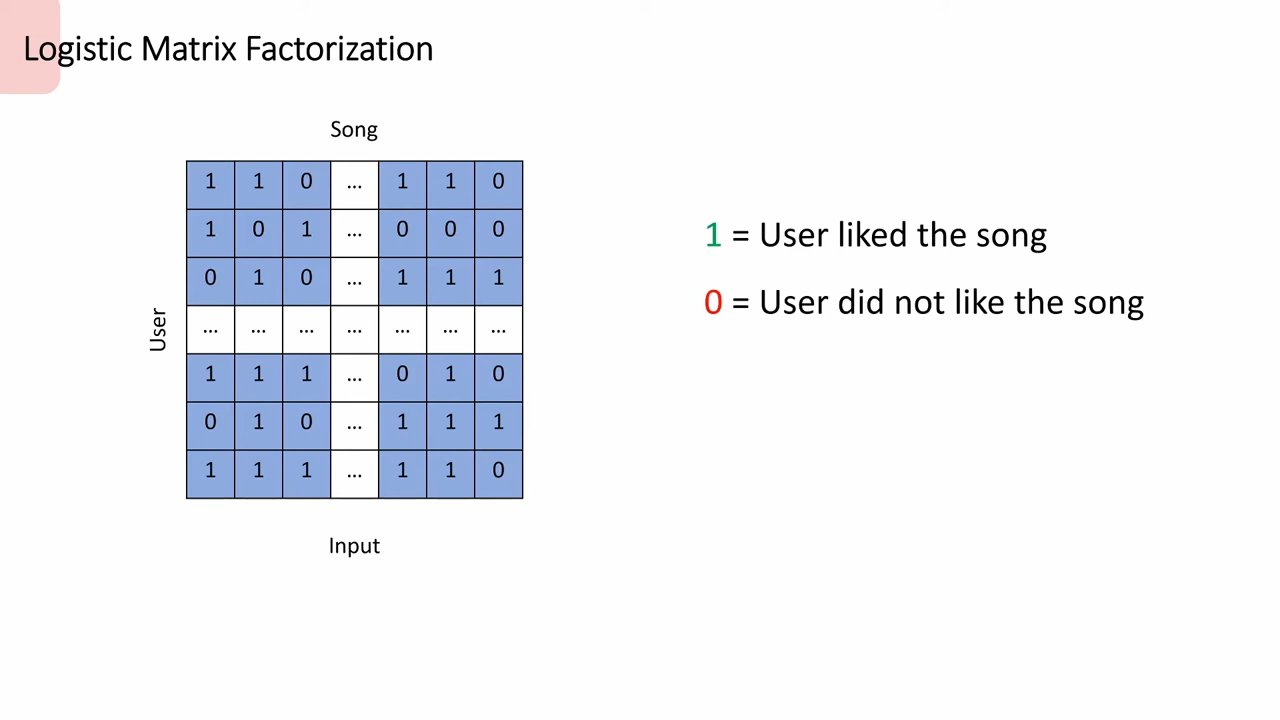 Logistic Matrix Factorization
Song
1 1 0 ... 1 1 0
1 0 1 ... 0 0 0
0 1 0 ... 1 1 1
... ... ... ... ... ... ...
1 1 1 ... 0 1 0
0 1 0 ... 1 1 1
1 1 1 ... 1 1 0
User
Input
1 = User liked the song
0 = User did not like the song